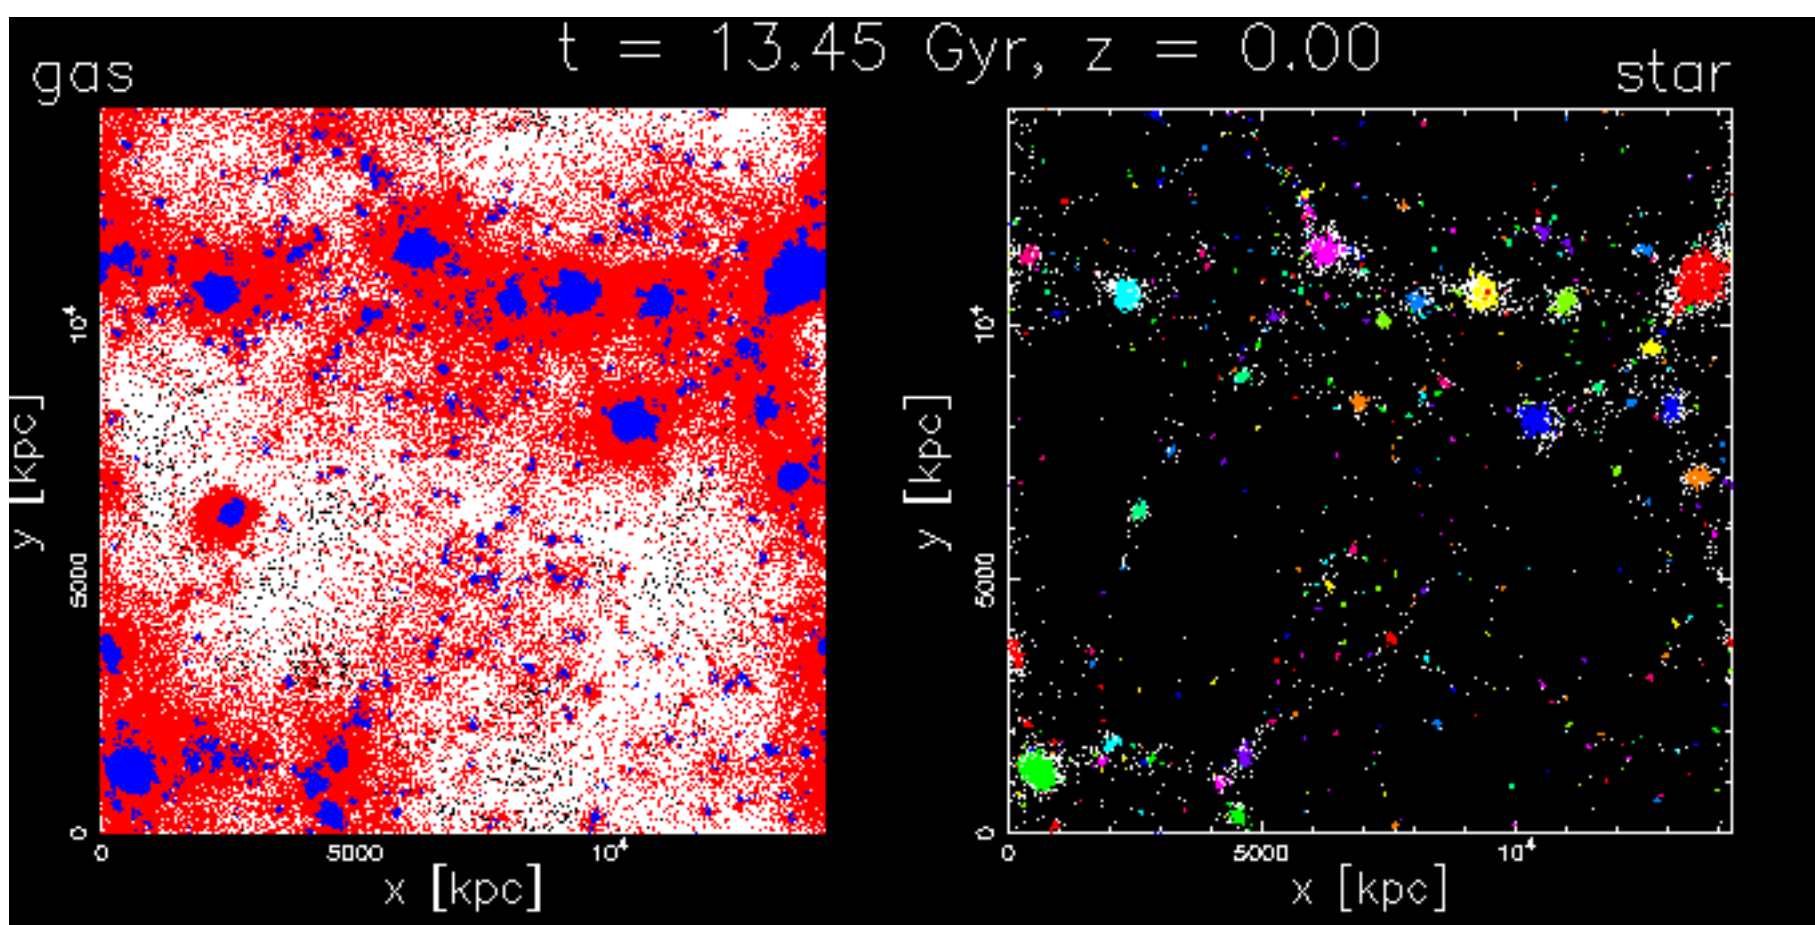 t = 13.45 Gyr, z = 0.00
gas
star
10⁴
5000
0
y [kpc]
0
5000
10⁴
x [kpc]
10⁴
5000
0
y [kpc]
0
5000
10⁴
x [kpc]